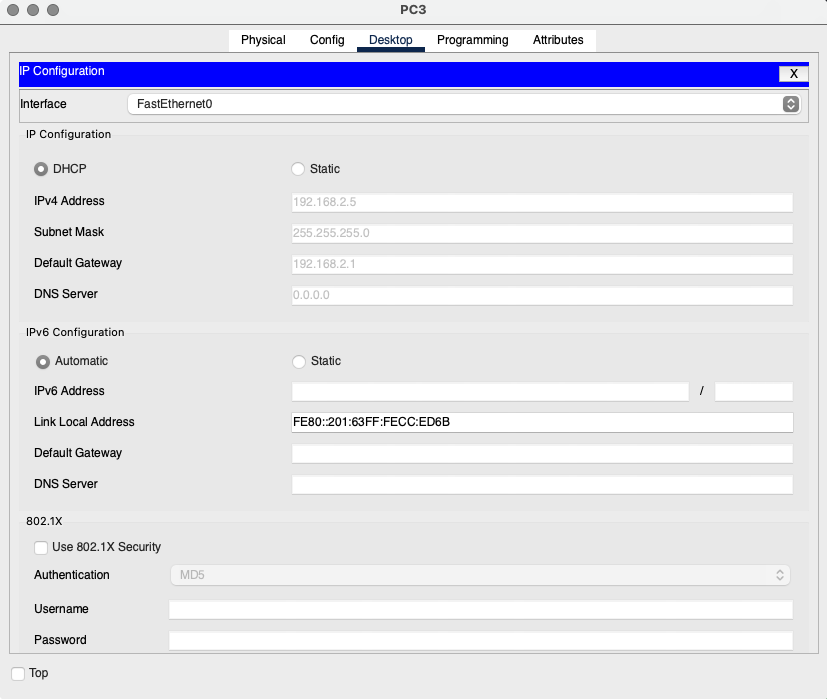 PC3
Physical Config Desktop Programming Attributes
IP Configuration X
Interface FastEthernet0
IP Configuration
DHCP Static
IPv4 Address 192.168.2.5
Subnet Mask 255.255.255.0
Default Gateway 192.168.2.1
DNS Server 0.0.0.0
IPv6 Configuration
Automatic Static
IPv6 Address /
Link Local Address FE80::201:63FF:FECC:ED6B
Default Gateway
DNS Server
802.1X
Use 802.1X Security
Authentication MD5
Username
Password
Top